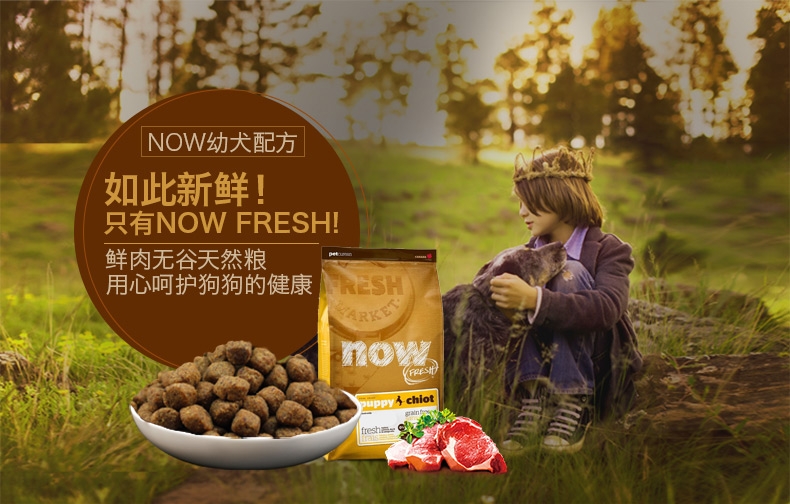 NOW幼犬配方
如此新鲜！
只有NOW FRESH!
鲜肉无谷天然粮
用心呵护狗狗的健康
petcurean
FRESH
MARKET
now
FRESH
puppy chiot
grain free
fresh